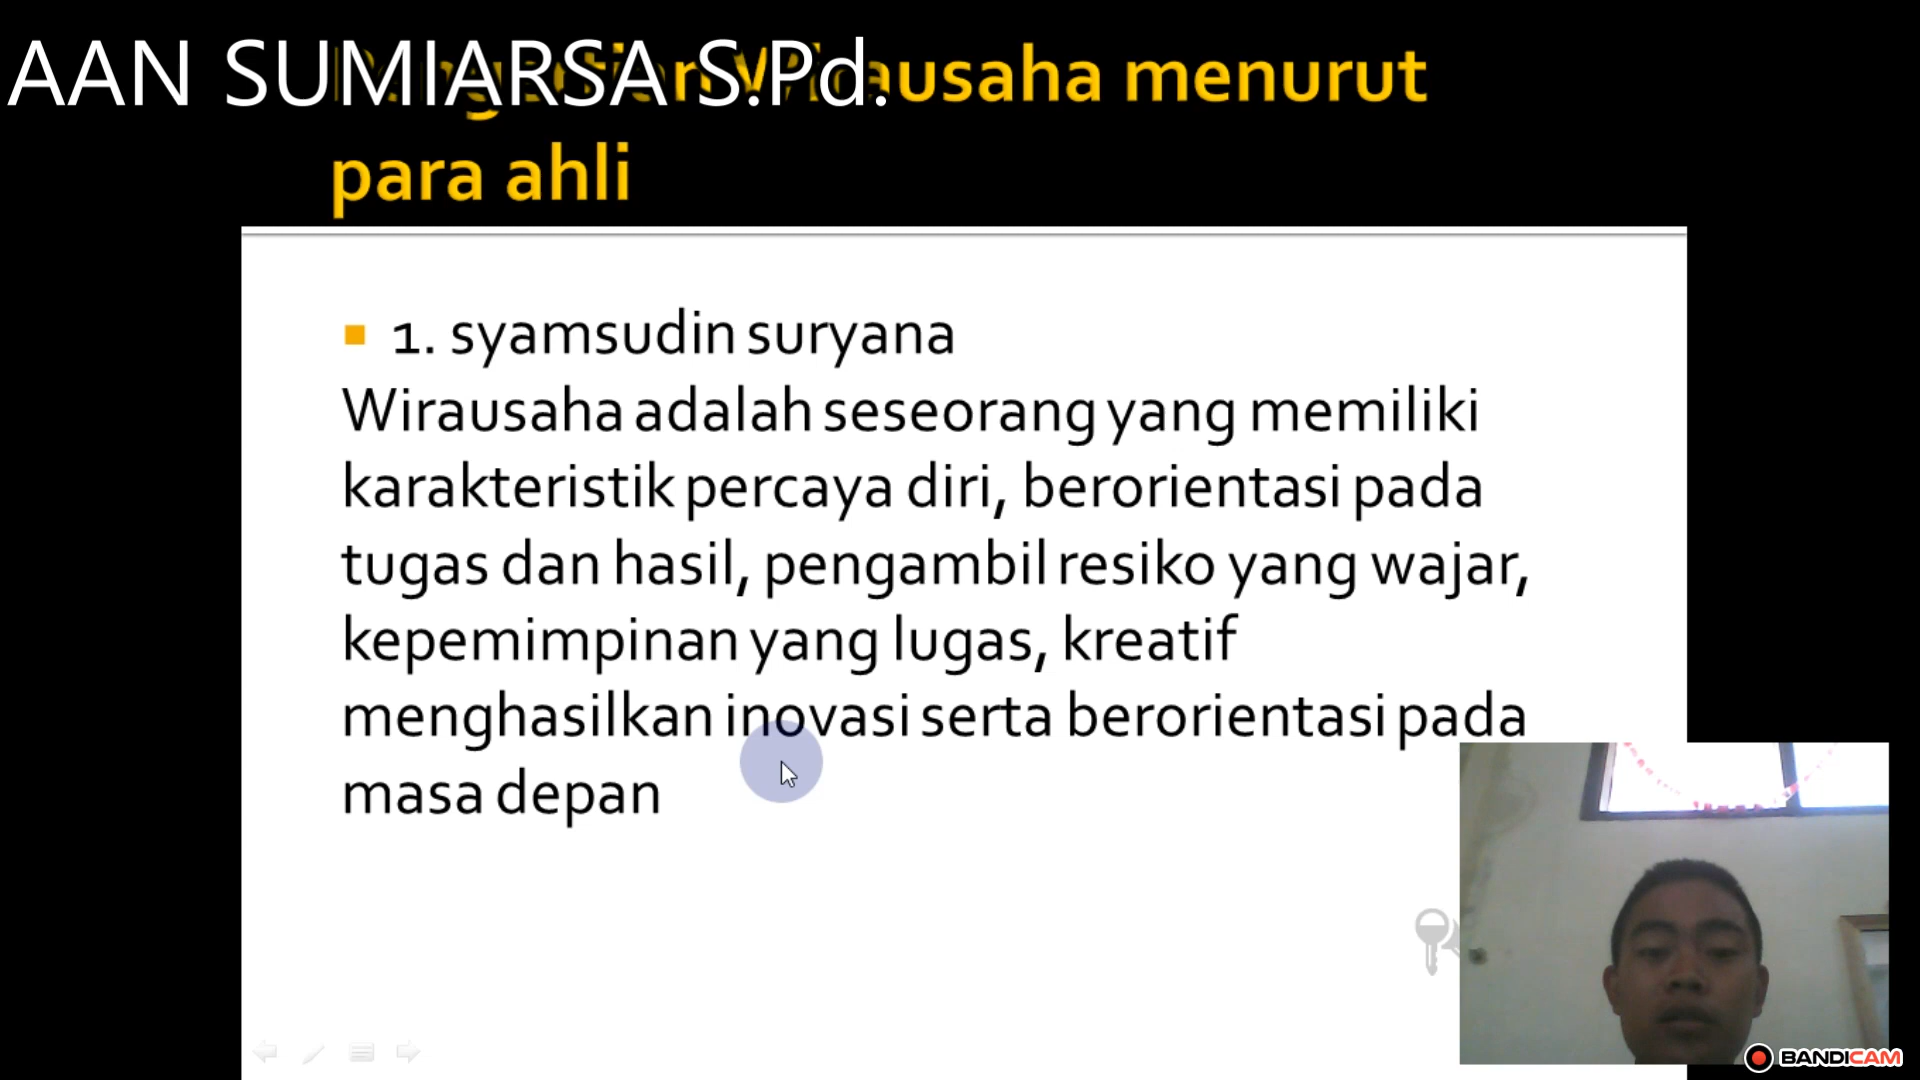 AAN SUMIARSA S.Pd.
Wirausaha menurut
para ahli
1. syamsudin suryana
Wirausaha adalah seseorang yang memiliki
karakteristik percaya diri, berorientasi pada
tugas dan hasil, pengambil resiko yang wajar,
kepemimpinan yang lugas, kreatif
menghasilkan inovasi serta berorientasi pada
masa depan
BANDICAM